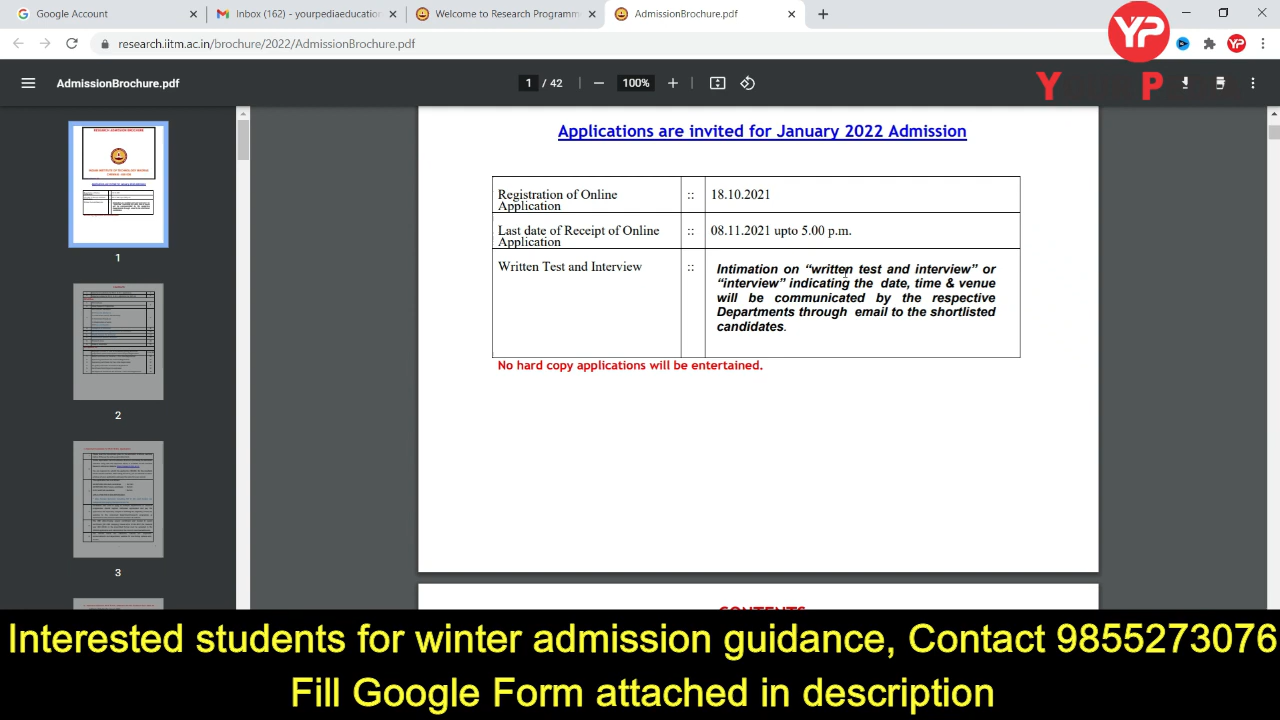 Google Account
Inbox (162) - yourpediaeducation
Welcome to Research Programm
AdmissionBrochure.pdf
research.iitm.ac.in/brochure/2022/AdmissionBrochure.pdf
YP
YP
AdmissionBrochure.pdf
1 / 42
100%
Y P
Applications are invited for January 2022 Admission
Registration of Online
Application
::
18.10.2021
Last date of Receipt of Online
Application
::
08.11.2021 upto 5.00 p.m.
Written Test and Interview
::
Intimation on “written test and interview” or
“interview” indicating the date, time & venue
will be communicated by the respective
Departments through email to the shortlisted
candidates.
No hard copy applications will be entertained.
1
2
3
CONTENTS
Interested students for winter admission guidance, Contact 9855273076
Fill Google Form attached in description